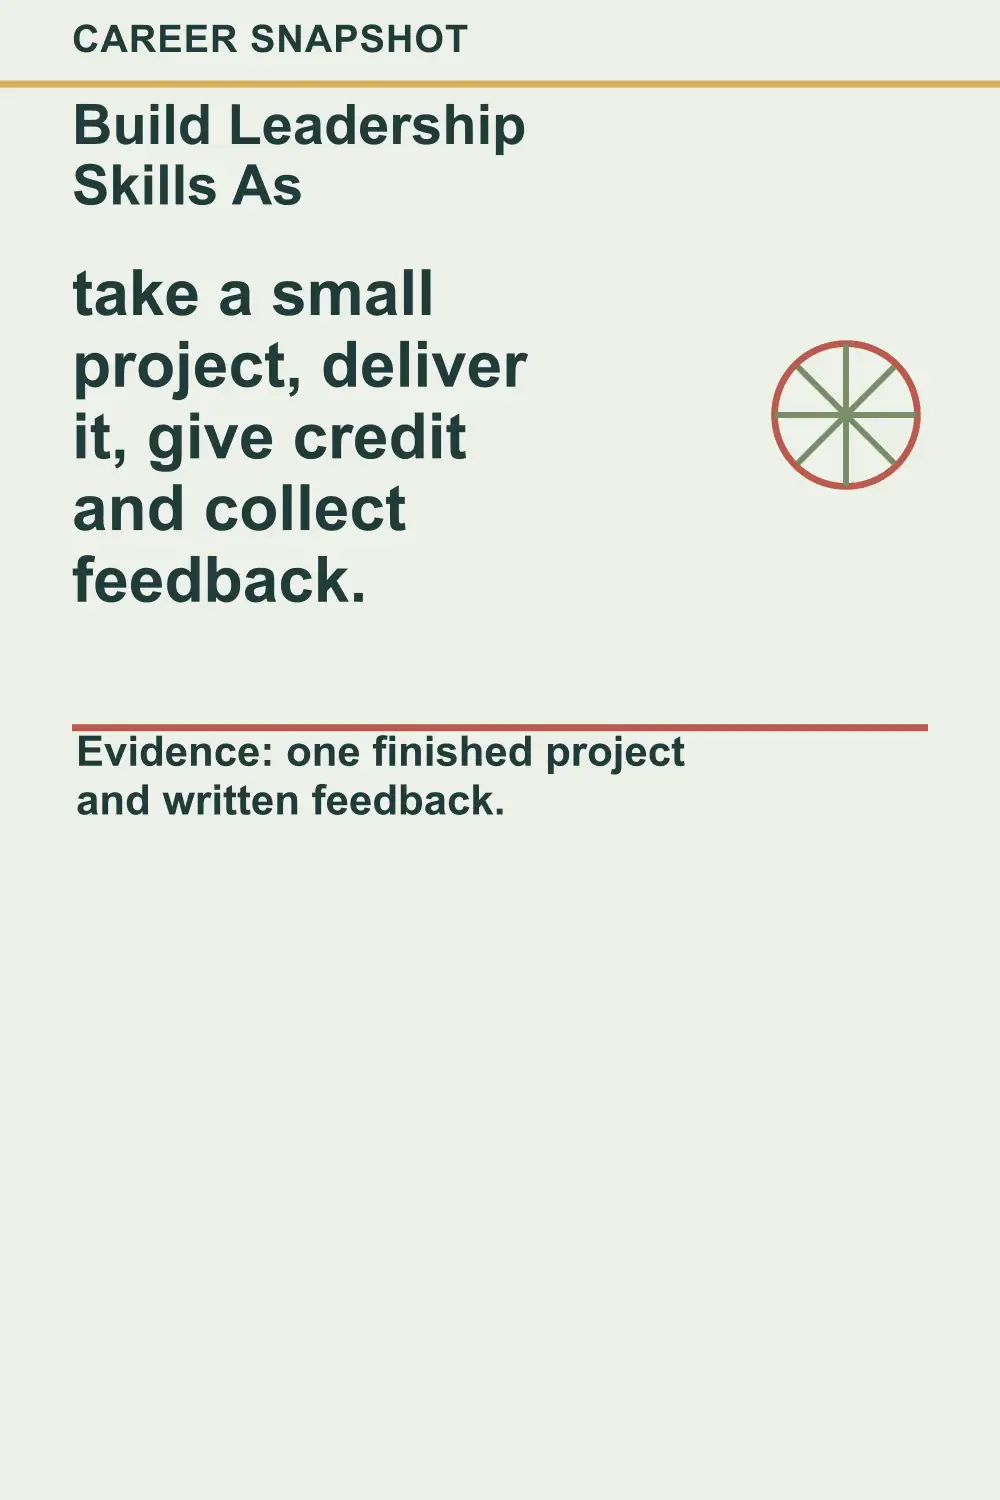 CAREER SNAPSHOT
Build Leadership
Skills As
take a small
project, deliver
it, give credit
and collect
feedback.
Evidence: one finished project
and written feedback.